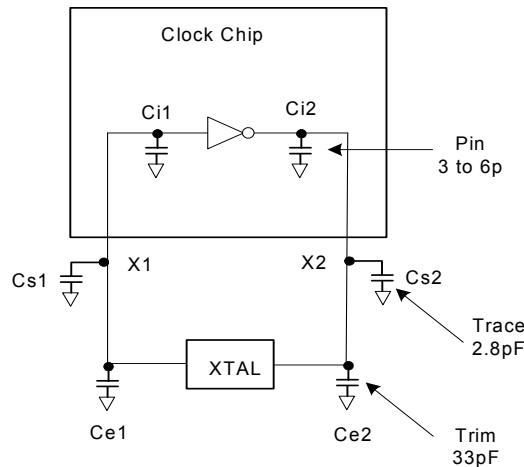 Clock Chip
Ci1
Ci2
Pin
3 to 6p
X1
X2
Cs1
Cs2
Trace
2.8pF
XTAL
Ce1
Ce2
Trim
33pF